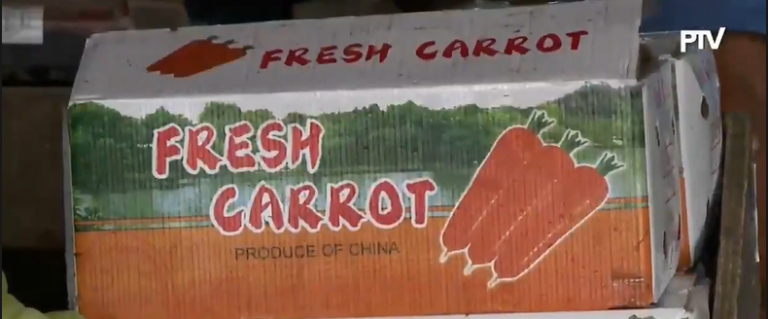 PTV
FRESH CARROT
FRESH
CARROT
PRODUCE OF CHINA